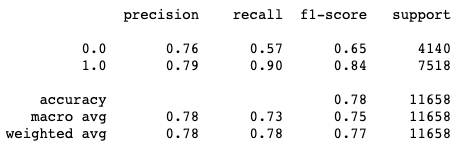 precision recall f1-score support
0.0 0.76 0.57 0.65 4140
1.0 0.79 0.90 0.84 7518
accuracy 0.78 11658
macro avg 0.78 0.73 0.75 11658
weighted avg 0.78 0.78 0.77 11658